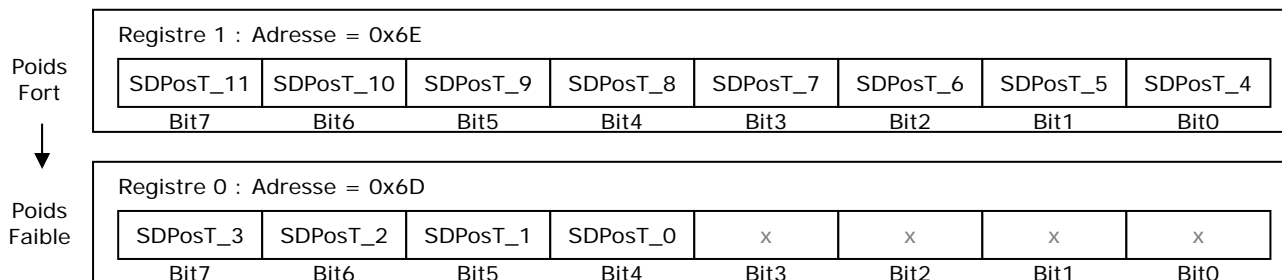 Poids
Fort
Registre 1 : Adresse = 0x6E
SDPosT_11 SDPosT_10 SDPosT_9 SDPosT_8 SDPosT_7 SDPosT_6 SDPosT_5 SDPosT_4
Bit7 Bit6 Bit5 Bit4 Bit3 Bit2 Bit1 Bit0
Poids
Faible
Registre 0 : Adresse = 0x6D
SDPosT_3 SDPosT_2 SDPosT_1 SDPosT_0 x x x x
Bit7 Bit6 Bit5 Bit4 Bit3 Bit2 Bit1 Bit0